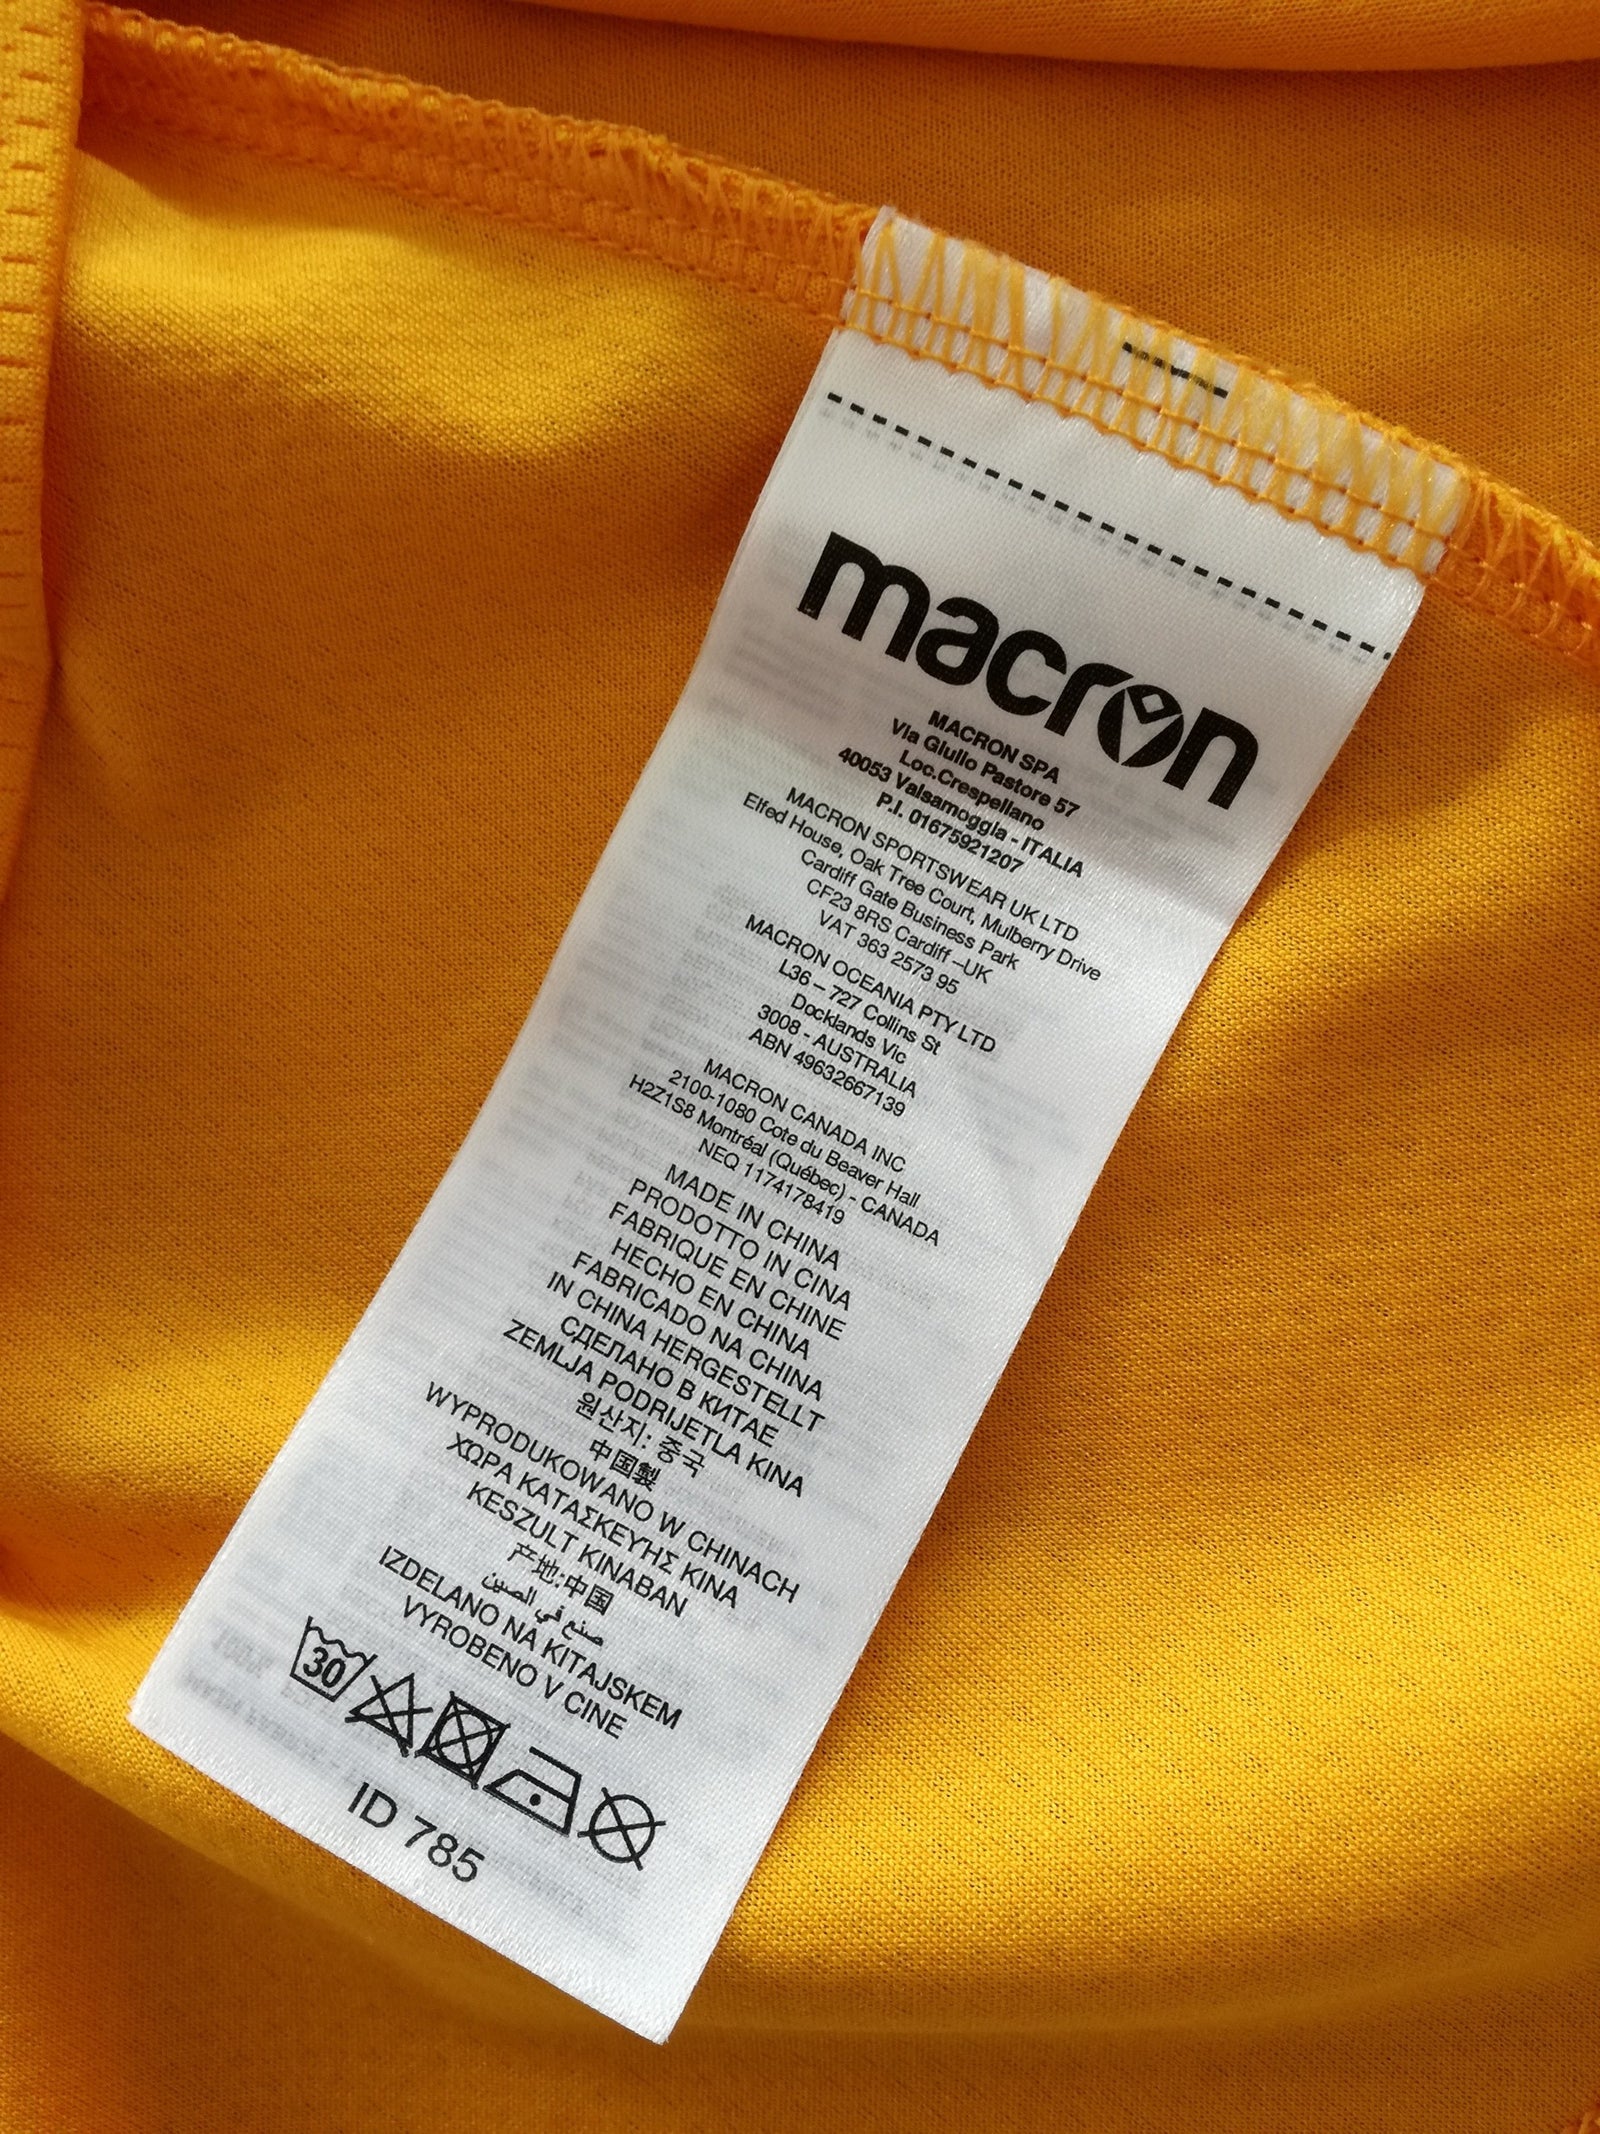 macron
MACRON SPA
Via Giulio Pastore 57
Loc.Crespellano
40053 Valsamoggia - ITALIA
P.I. 01675921207
MACRON SPORTSWEAR UK LTD
Elfed House, Oak Tree Court, Mulberry Drive
Cardiff Gate Business Park
CF23 8RS Cardiff –UK
VAT 363 2573 95
MACRON OCEANIA PTY LTD
L36 – 727 Collins St
Docklands Vic
3008 - AUSTRALIA
ABN 49632667139
MACRON CANADA INC
2100-1080 Cote du Beaver Hall
H2Z1S8 Montréal (Québec) - CANADA
NEQ 1174178419
MADE IN CHINA
PRODOTTO IN CINA
FABRIQUE EN CHINE
HECHO EN CHINA
FABRICADO NA CHINA
IN CHINA HERGESTELLT
СДЕЛАНО В КИТАЕ
ZEMLJA PODRIJETLA KINA
원산지: 중국
中国製
WYPRODUKOWANO W CHINACH
ΧΩΡΑ ΚΑΤΑΣΚΕΥΉΣ ΚΙΝΑ
KESZULT KINABAN
产地:中国
صنع في الصين
IZDELANO NA KITAJSKEM
VYROBENO V CINE
30
ID 785